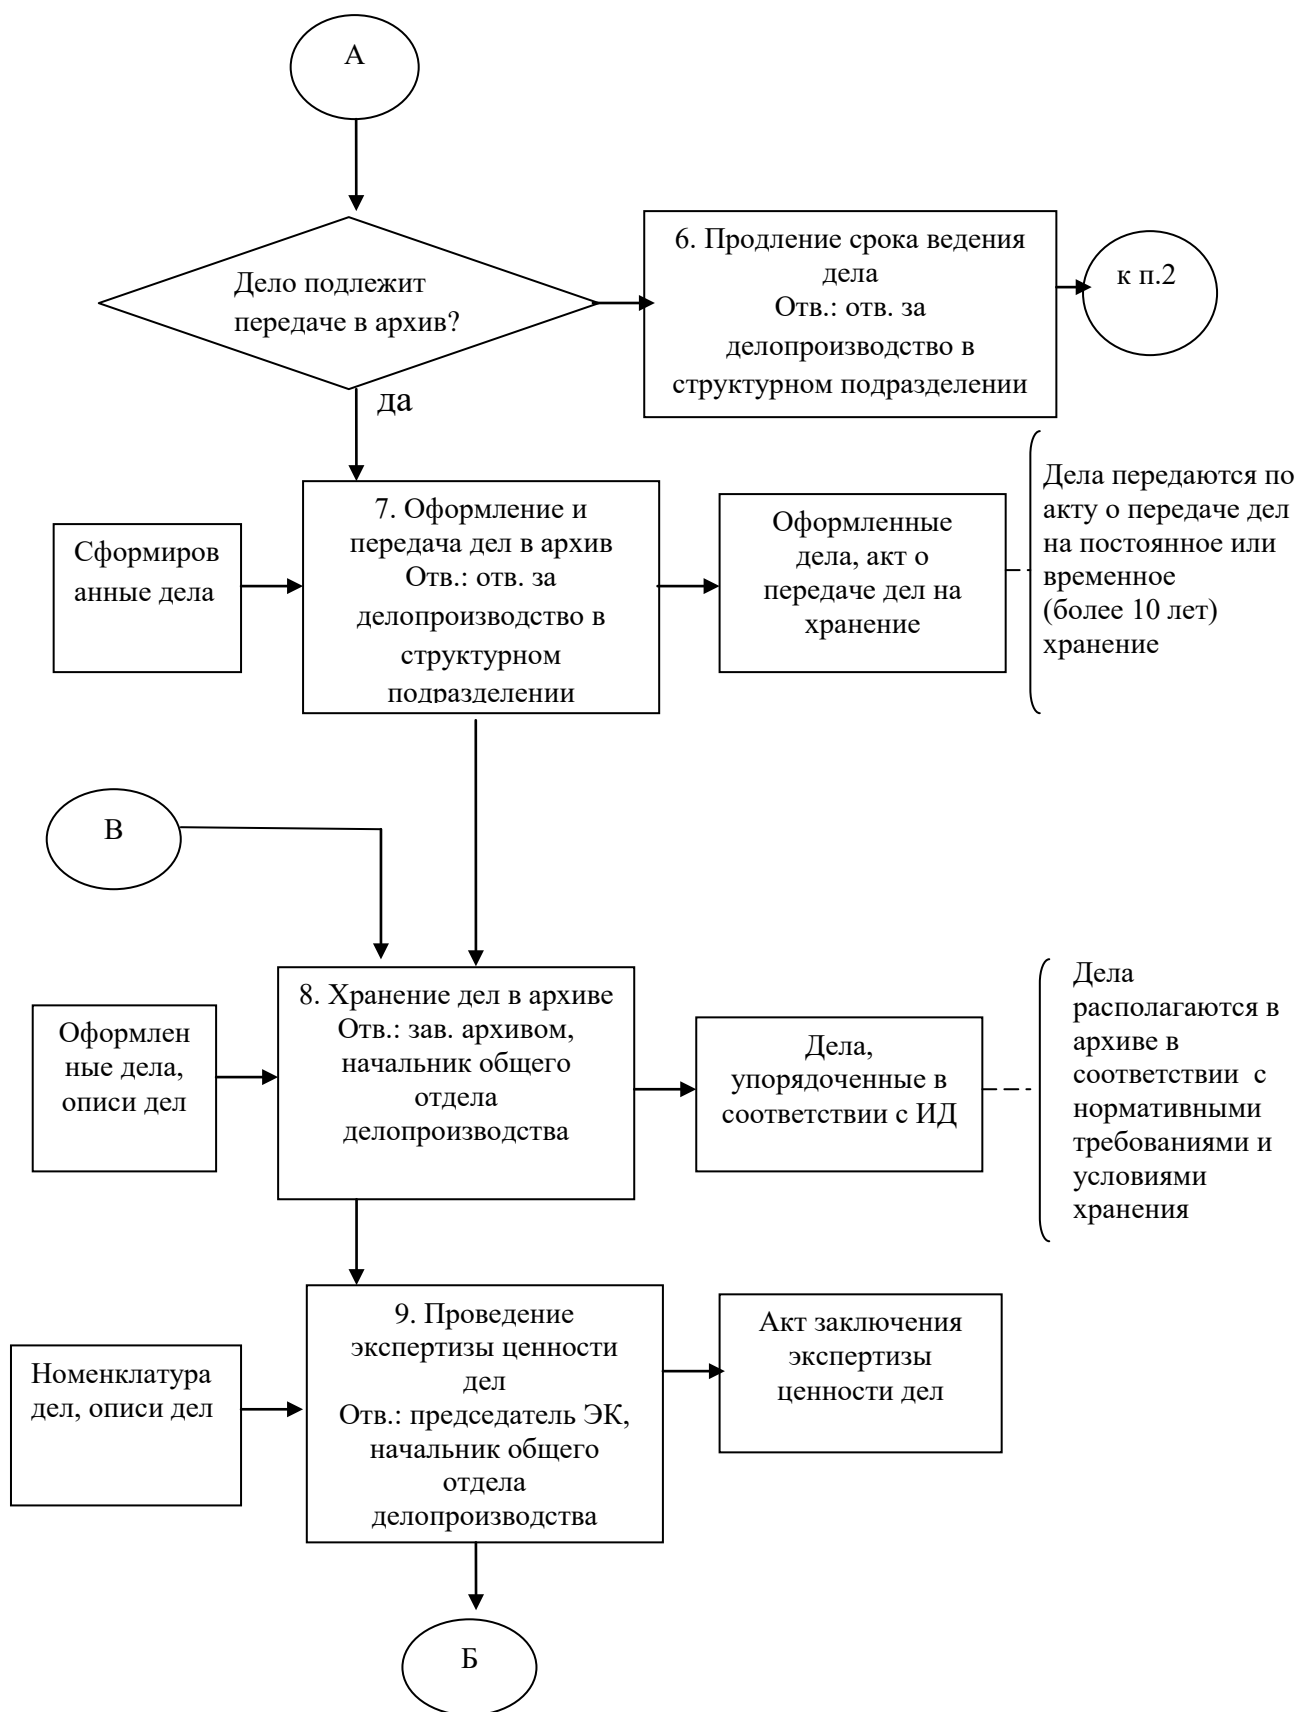 А
Дело подлежит
передаче в архив?
6. Продление срока ведения
дела
Отв.: отв. за
делопроизводство в
структурном подразделении
к п.2
да
7. Оформление и
передача дел в архив
Отв.: отв. за
делопроизводство в
структурном
подразделении
Сформиров
анные дела
Оформленные
дела, акт о
передаче дел на
хранение
Дела передаются по
акту о передаче дел
на постоянное или
временное
(более 10 лет)
хранение
В
8. Хранение дел в архиве
Отв.: зав. архивом,
начальник общего
отдела
делопроизводства
Оформлен
ные дела,
описи дел
Дела,
упорядоченные в
соответствии с ИД
Дела
располагаются в
архиве в
соответствии с
нормативными
требованиями и
условиями
хранения
9. Проведение
экспертизы ценности
дел
Отв.: председатель ЭК,
начальник общего
отдела
делопроизводства
Номенклатура
дел, описи дел
Акт заключения
экспертизы
ценности дел
Б